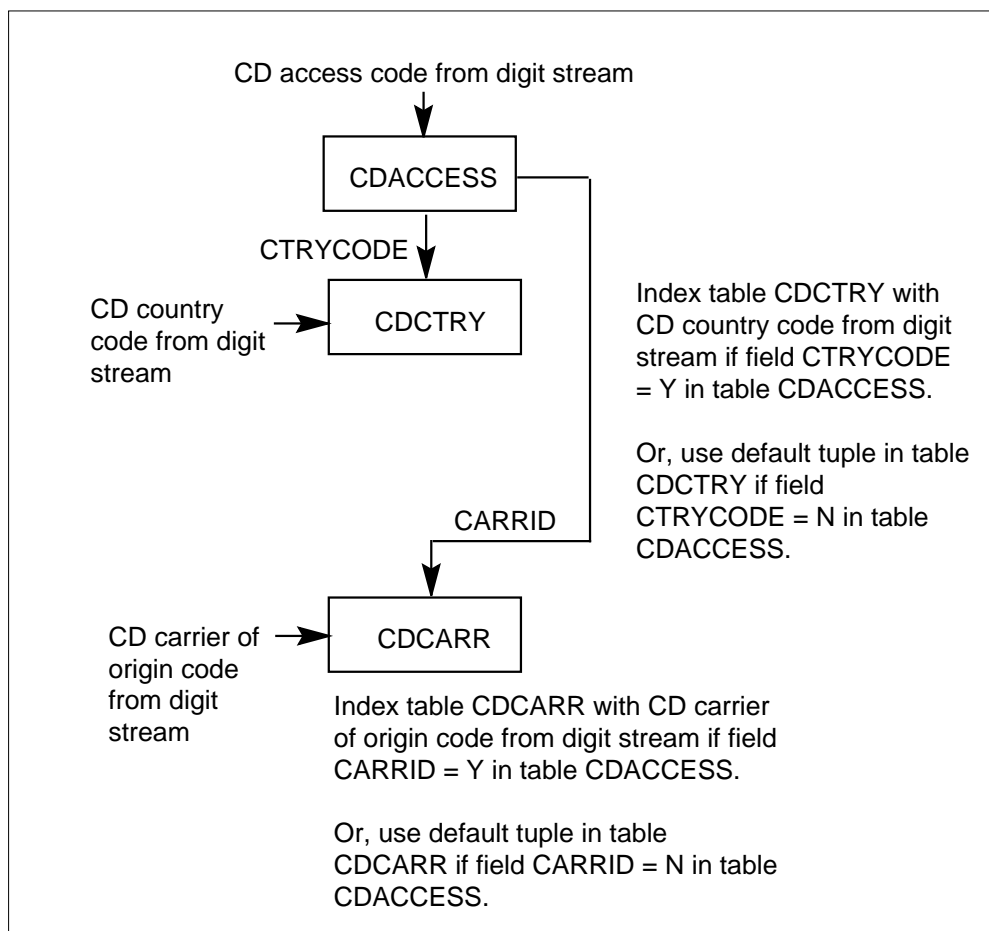 CD access code from digit stream
CDACCESS
CTRYCODE
CD country
code from digit
stream
CDCTRY
Index table CDCTRY with
CD country code from digit
stream if field CTRYCODE
= Y in table CDACCESS.
Or, use default tuple in table
CDCTRY if field
CTRYCODE = N in table
CDACCESS.
CARRID
CD carrier of
origin code
from digit
stream
CDCARR
Index table CDCARR with CD carrier
of origin code from digit stream if field
CARRID = Y in table CDACCESS.
Or, use default tuple in table
CDCARR if field CARRID = N in table
CDACCESS.